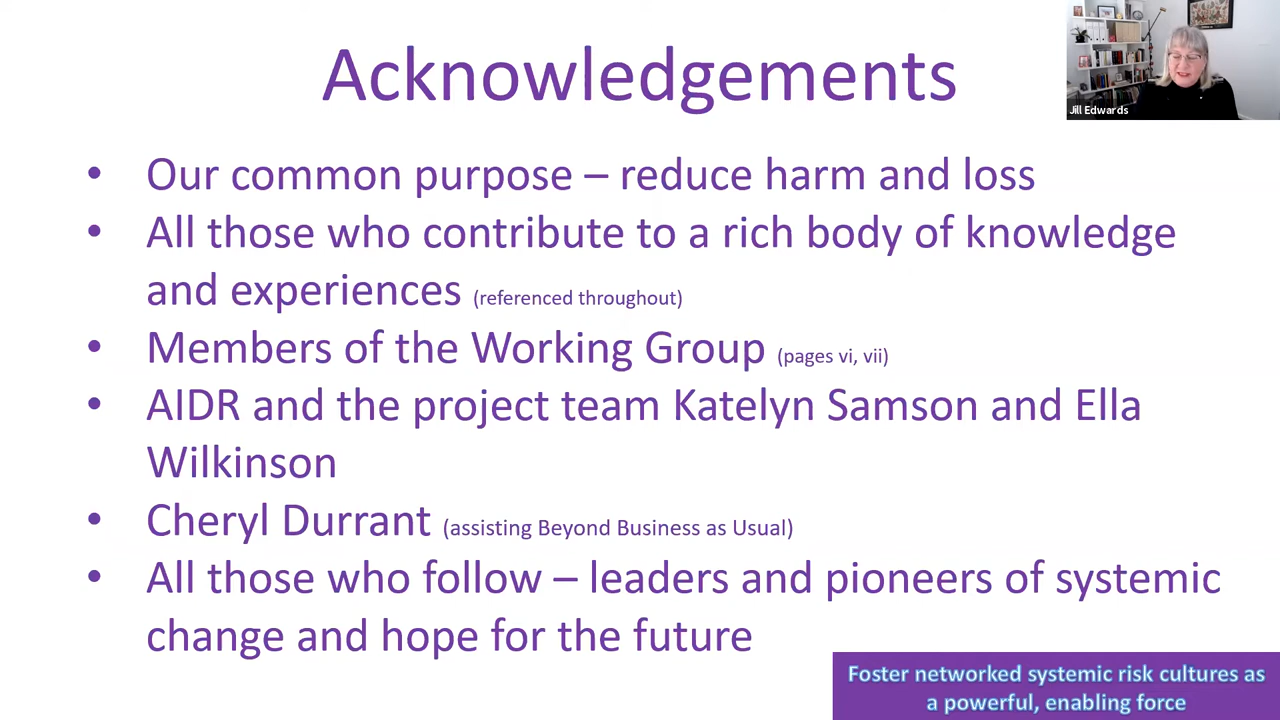 Acknowledgements
Jill Edwards
• Our common purpose – reduce harm and loss
• All those who contribute to a rich body of knowledge
and experiences (referenced throughout)
• Members of the Working Group (pages vi, vii)
• AIDR and the project team Katelyn Samson and Ella
Wilkinson
• Cheryl Durrant (assisting Beyond Business as Usual)
• All those who follow – leaders and pioneers of systemic
change and hope for the future
Foster networked systemic risk cultures as
a powerful, enabling force